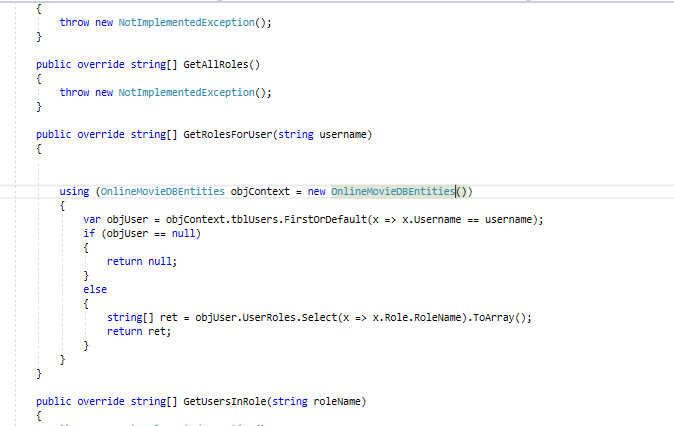 {
throw new NotImplementedException();
}
public override string[] GetAllRoles()
{
throw new NotImplementedException();
}
public override string[] GetRolesForUser(string username)
{
using (OnlineMovieDBEntities objContext = new OnlineMovieDBEntities())
{
var objUser = objContext.tblUsers.FirstOrDefault(x => x.Username == username);
if (objUser == null)
{
return null;
}
else
{
string[] ret = objUser.UserRoles.Select(x => x.Role.RoleName).ToArray();
return ret;
}
}
}
public override string[] GetUsersInRole(string roleName)
{